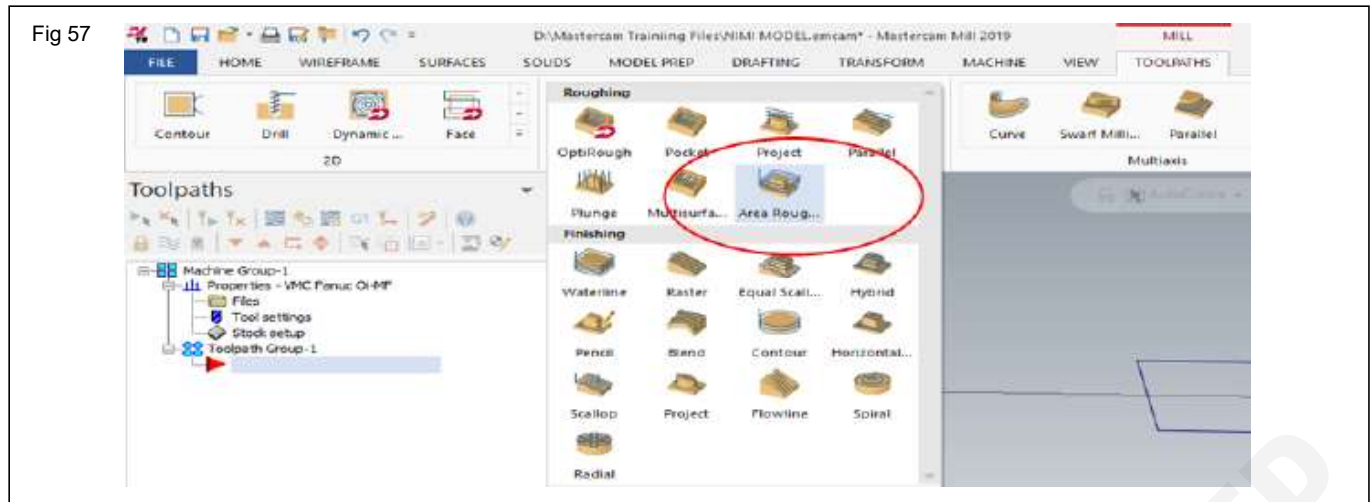 Fig 57
D:\Mastercam Training Files\NIMI MODEL.emcam* - Mastercam Mill 2019 MILL
FILE HOME WIREFRAME SURFACES SOLIDS MODEL PREP DRAFTING TRANSFORM MACHINE VIEW TOOLPATHS
Contour Drill Dynamic ... Face
2D
Roughing
OptiRough Pocket Project Parallel
Plunge Multisurfa... Area Roug...
Finishing
Waterline Raster Equal Scall... Hybrid
Pencil Blend Contour Horizontal...
Scallop Project Flowline Spiral
Radial
Curve Swarf Milli... Parallel
Multiaxis
Toolpaths
G1
Machine Group-1
Properties - VMC Fanuc Oi-MF
Files
Tool settings
Stock setup
Toolpath Group-1